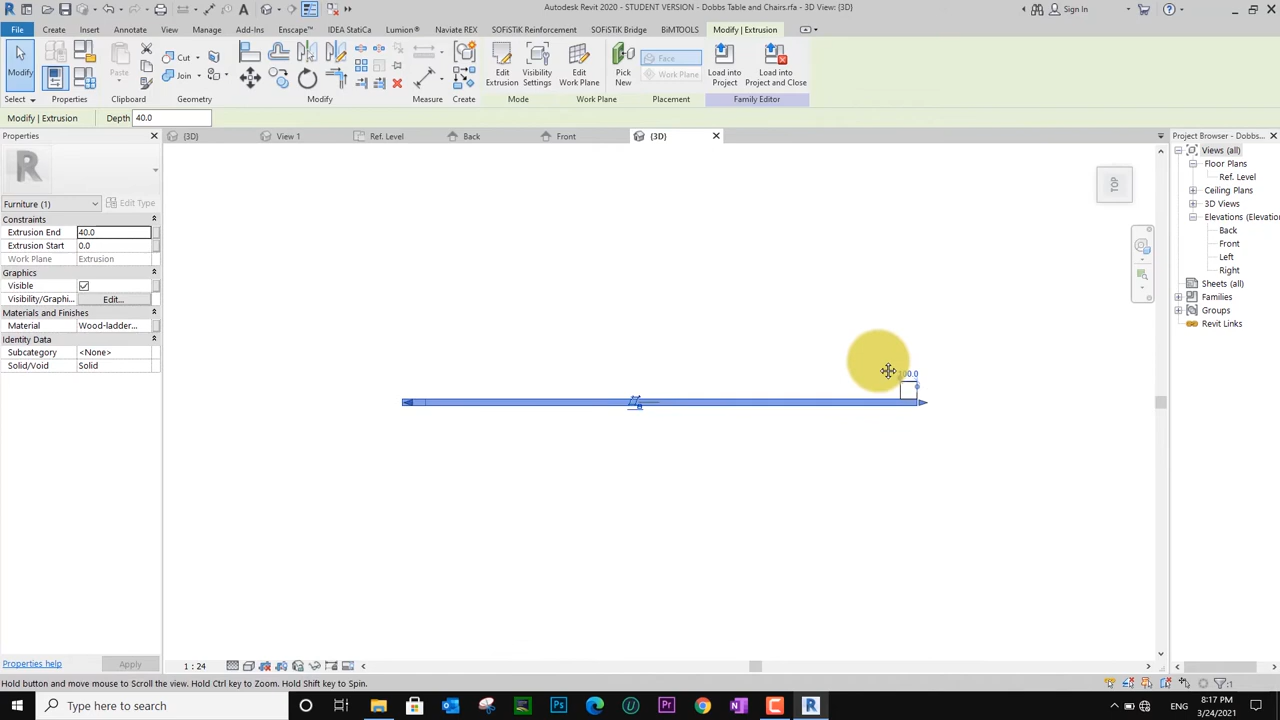 Autodesk Revit 2020 - STUDENT VERSION - Dobbs Table and Chairs.rfa - 3D View: {3D}
Sign In
File Create Insert Annotate View Manage Add-Ins Enscape™ IDEA StatiCa Lumion® Naviate REX SOFiSTiK Reinforcement SOFiSTiK Bridge BiMTOOLS Modify | Extrusion
Modify Paste Cut Join Edit Extrusion Visibility Settings Edit Work Plane Pick New Face Work Plane Load into Project Load into Project and Close
Select Properties Clipboard Geometry Modify Measure Create Mode Work Plane Placement Family Editor
Modify | Extrusion Depth 40.0
Properties
{3D} View 1 Ref. Level Back Front {3D}
Project Browser - Dobbs...
Views (all)
Floor Plans
Ref. Level
Ceiling Plans
3D Views
Elevations (Elevation
Back
Front
Left
Right
Sheets (all)
Families
Groups
Revit Links
Furniture (1) Edit Type
Constraints
Extrusion End 40.0
Extrusion Start 0.0
Work Plane Extrusion
Graphics
Visible
Visibility/Graphi... Edit...
Materials and Finishes
Material Wood-ladder...
Identity Data
Subcategory <None>
Solid/Void Solid
TOP
Properties help Apply
1 : 24
Hold button and move mouse to Scroll the view. Hold Ctrl key to Zoom. Hold Shift key to Spin.
:1
Type here to search
ENG
8:17 PM
3/24/2021